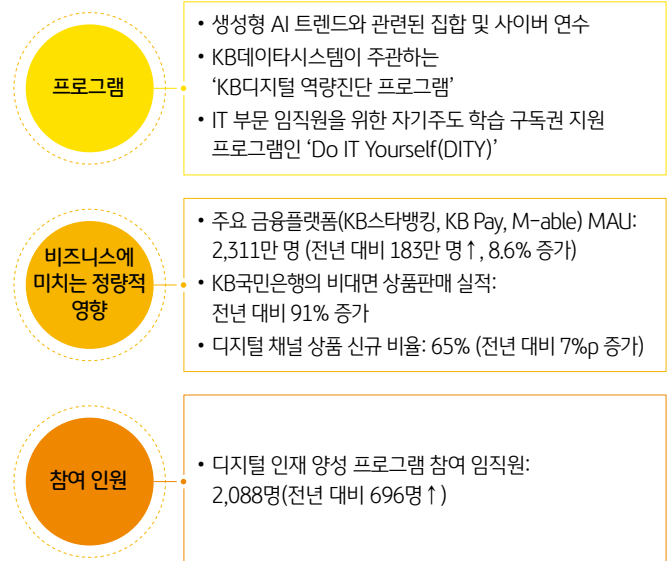 프로그램
• 생성형 AI 트렌드와 관련된 집합 및 사이버 연수
• KB데이타시스템이 주관하는
‘KB디지털 역량진단 프로그램’
• IT 부문 임직원을 위한 자기주도 학습 구독권 지원
프로그램인 ‘Do IT Yourself(DITY)’
비즈니스에
미치는 정량적
영향
• 주요 금융플랫폼(KB스타뱅킹, KB Pay, M-able) MAU:
2,311만 명 (전년 대비 183만 명↑, 8.6% 증가)
• KB국민은행의 비대면 상품판매 실적:
전년 대비 91% 증가
• 디지털 채널 상품 신규 비율: 65% (전년 대비 7%p 증가)
참여 인원
• 디지털 인재 양성 프로그램 참여 임직원:
2,088명(전년 대비 696명↑)